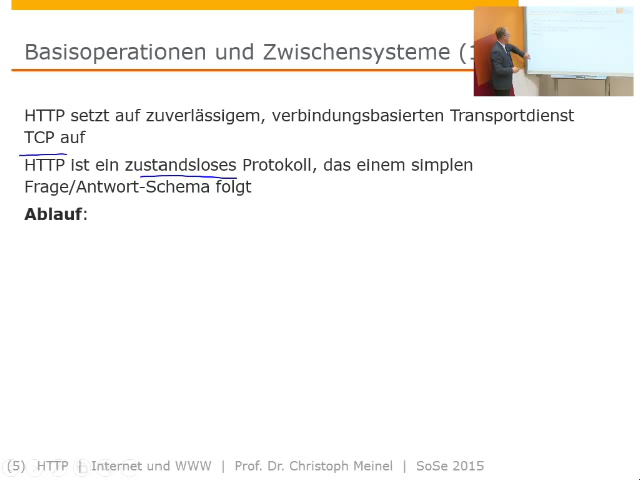 Basisoperationen und Zwischensysteme (1
HTTP setzt auf zuverlässigem, verbindungsbasierten Transportdienst
TCP auf
HTTP ist ein zustandsloses Protokoll, das einem simplen
Frage/Antwort-Schema folgt
Ablauf:
(5) HTTP | Internet und WWW | Prof. Dr. Christoph Meinel | SoSe 2015